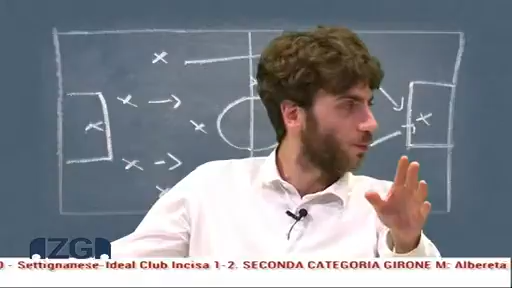 ZG
0 - Settignanese-Ideal Club Incisa 1-2. SECONDA CATEGORIA GIRONE M: Albereta